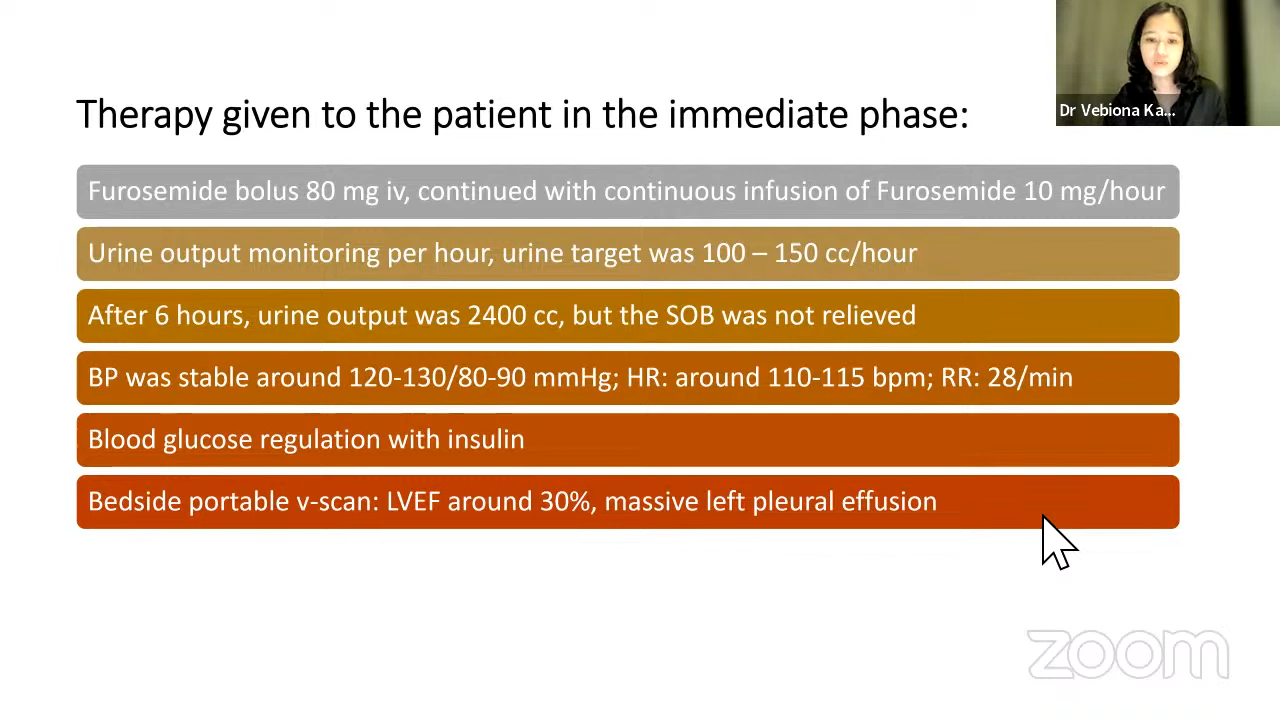 Dr Vebiona Ka...
Therapy given to the patient in the immediate phase:
Furosemide bolus 80 mg iv, continued with continuous infusion of Furosemide 10 mg/hour
Urine output monitoring per hour, urine target was 100 – 150 cc/hour
After 6 hours, urine output was 2400 cc, but the SOB was not relieved
BP was stable around 120-130/80-90 mmHg; HR: around 110-115 bpm; RR: 28/min
Blood glucose regulation with insulin
Bedside portable v-scan: LVEF around 30%, massive left pleural effusion
zoom